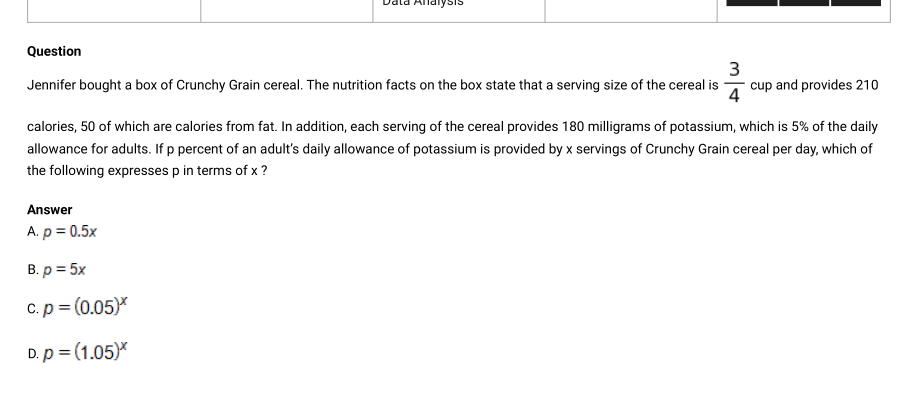 Data Analysis
Question
Jennifer bought a box of Crunchy Grain cereal. The nutrition facts on the box state that a serving size of the cereal is 3/4 cup and provides 210
calories, 50 of which are calories from fat. In addition, each serving of the cereal provides 180 milligrams of potassium, which is 5% of the daily
allowance for adults. If p percent of an adult’s daily allowance of potassium is provided by x servings of Crunchy Grain cereal per day, which of
the following expresses p in terms of x ?
Answer
A. p = 0.5x
B. p = 5x
C. p = (0.05)^x
D. p = (1.05)^x